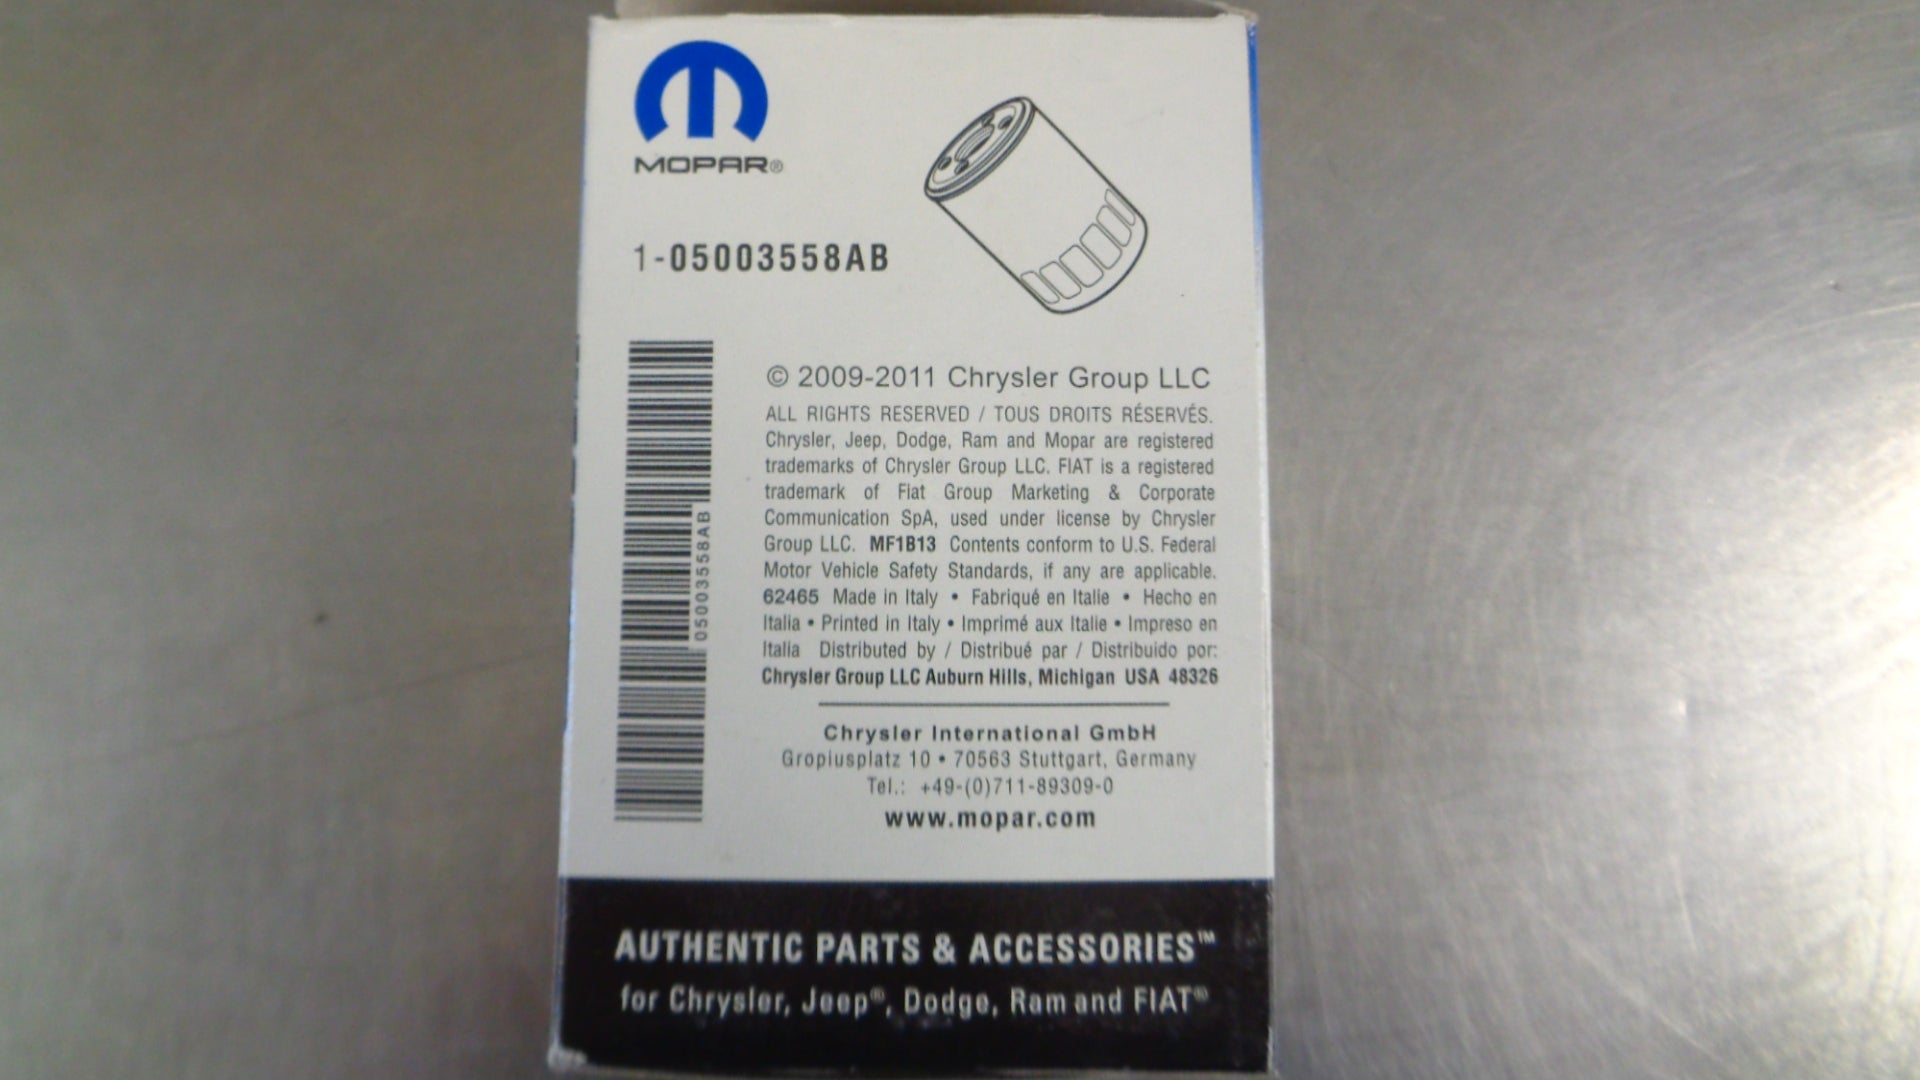 MOPAR®
1-05003558AB
05003558AB
© 2009-2011 Chrysler Group LLC
ALL RIGHTS RESERVED / TOUS DROITS RÉSERVÉS.
Chrysler, Jeep, Dodge, Ram and Mopar are registered
trademarks of Chrysler Group LLC. FIAT is a registered
trademark of Fiat Group Marketing & Corporate
Communication SpA, used under license by Chrysler
Group LLC. MF1B13 Contents conform to U.S. Federal
Motor Vehicle Safety Standards, if any are applicable.
62465 Made in Italy • Fabriqué en Italie • Hecho en
Italia • Printed in Italy • Imprimé aux Italie • Impreso en
Italia Distributed by / Distribué par / Distribuido por:
Chrysler Group LLC Auburn Hills, Michigan USA 48326
Chrysler International GmbH
Gropiusplatz 10 • 70563 Stuttgart, Germany
Tel.: +49-(0)711-89309-0
www.mopar.com
AUTHENTIC PARTS & ACCESSORIES™
for Chrysler, Jeep®, Dodge, Ram and FIAT®